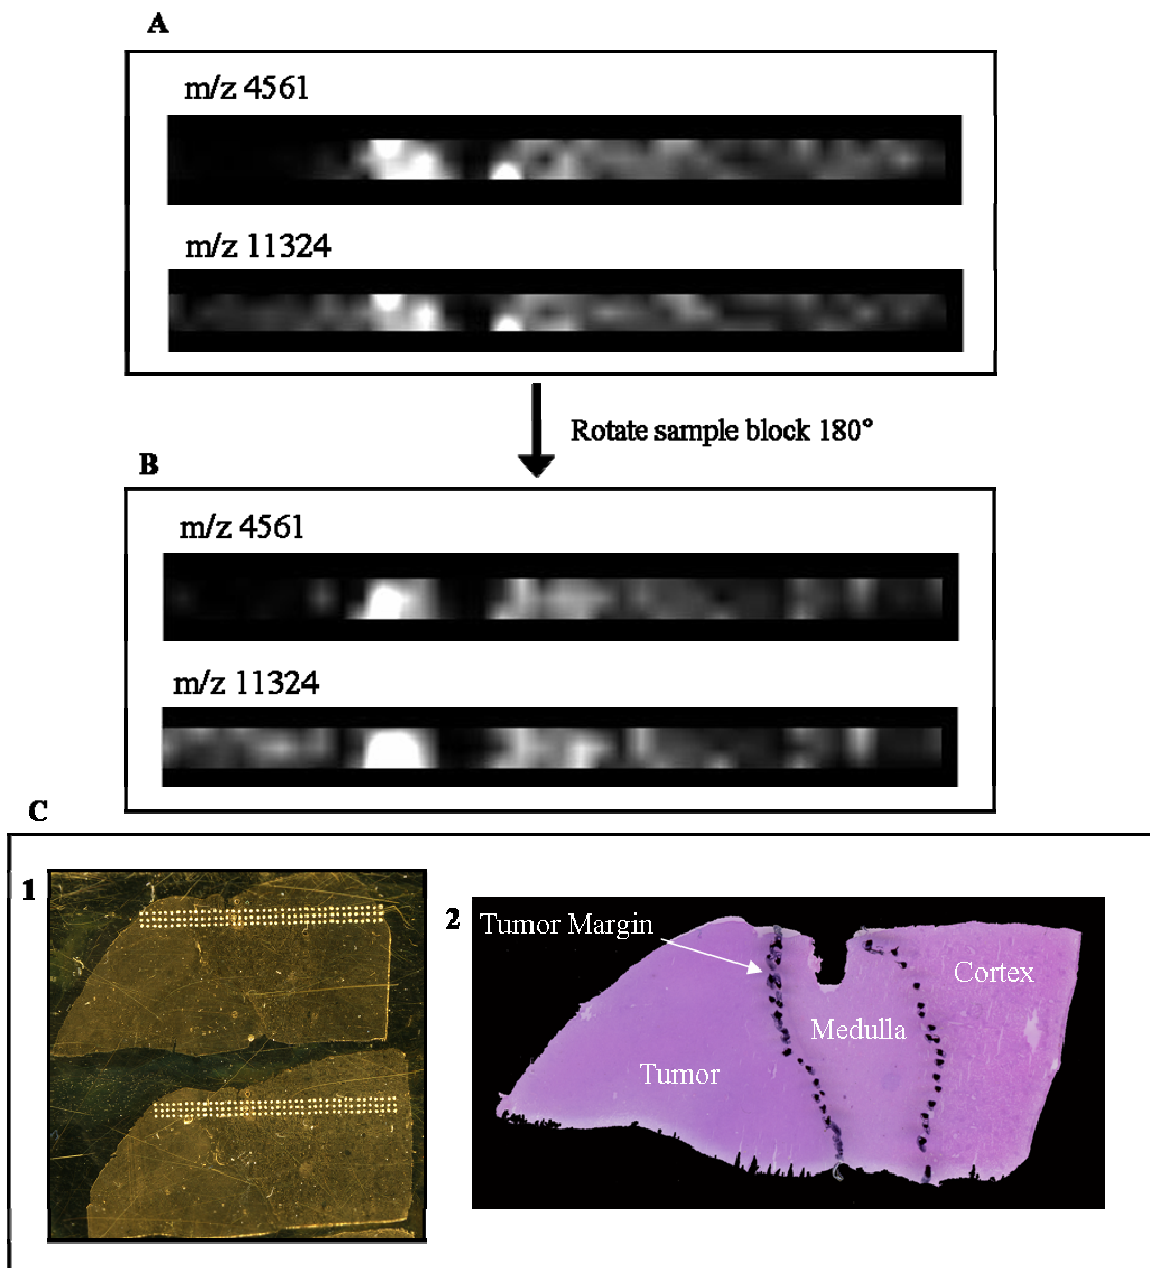 A
m/z 4561
m/z 11324
Rotate sample block 180°
B
m/z 4561
m/z 11324
C
1
2
Tumor Margin
Cortex
Medulla
Tumor